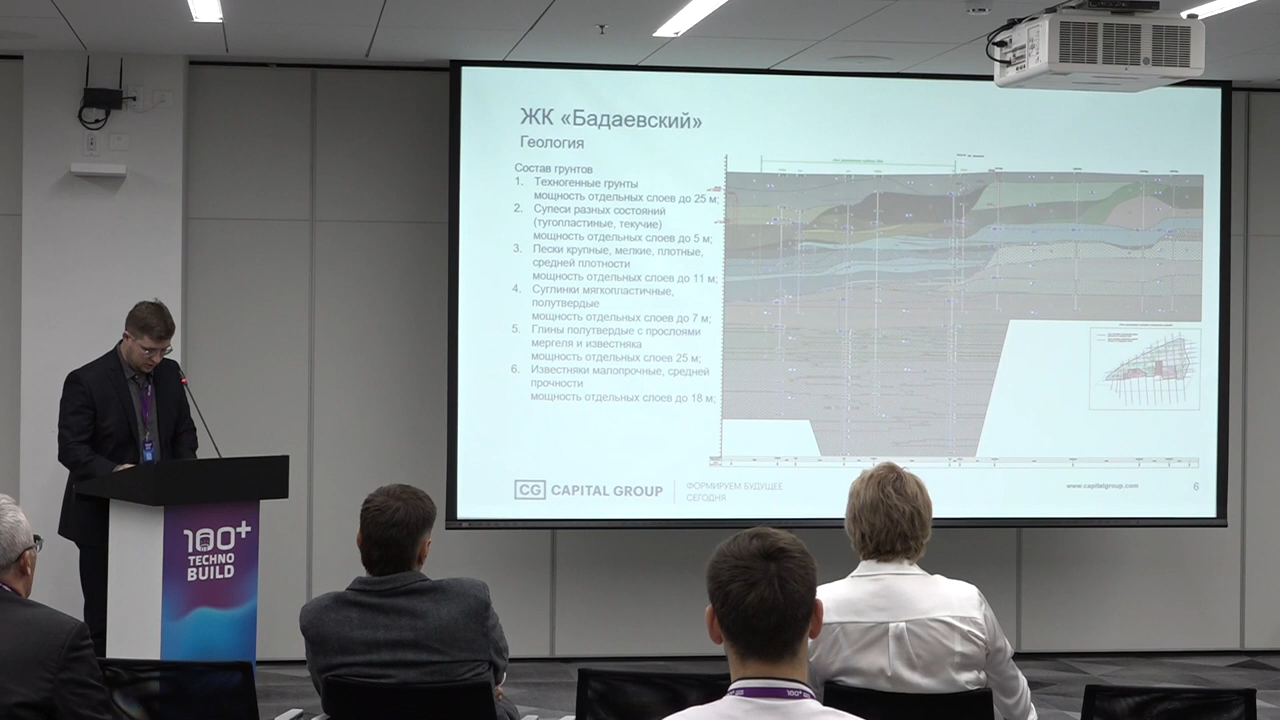 ЖК «Бадаевский»
Геология
Состав грунтов
1. Техногенные грунты
мощность отдельных слоев до 25 м;
2. Супеси разных состояний
(тугопластиные, текучие)
мощность отдельных слоев до 5 м;
3. Пески крупные, мелкие, плотные,
средней плотности
мощность отдельных слоев до 11 м;
4. Суглинки мягкопластичные,
полутвердые
мощность отдельных слоев до 7 м;
5. Глины полутвердые с прослоями
мергеля и известняка
мощность отдельных слоев 25 м;
6. Известняки малопрочные, средней
прочности
мощность отдельных слоев до 18 м;
CG CAPITAL GROUP
ФОРМИРУЕМ БУДУЩЕЕ
СЕГОДНЯ
www.capitalgroup.com
6
100+
TECHNO
BUILD
100+